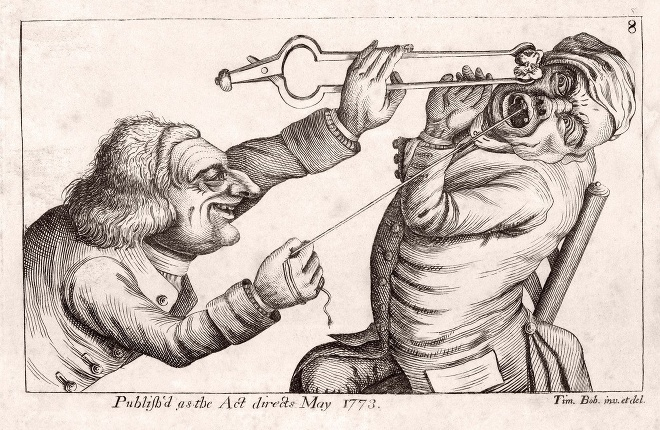 8
Publish'd as the Act directs May 1773.
Tim. Bob. inv. et del.